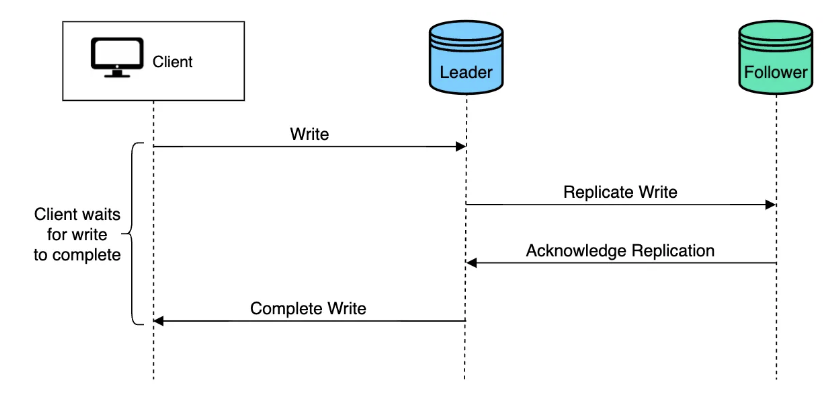 Client
Leader
Follower
Write
Replicate Write
Client waits
for write
to complete
Acknowledge Replication
Complete Write